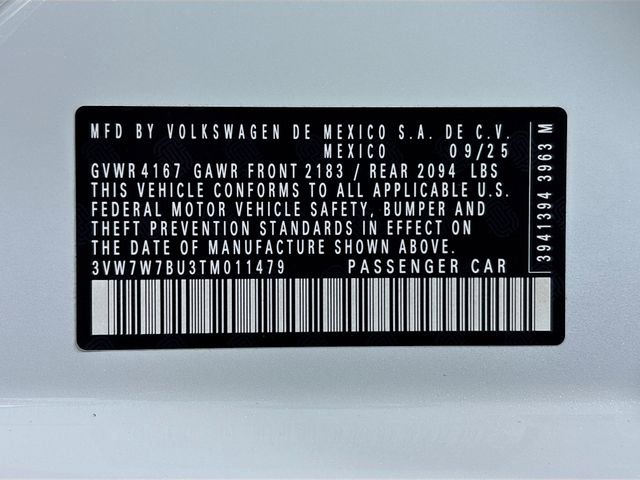 MFD BY VOLKSWAGEN DE MEXICO S.A. DE C.V.
MEXICO 09/25
GVWR 4167 GAWR FRONT 2183 / REAR 2094 LBS
THIS VEHICLE CONFORMS TO ALL APPLICABLE U.S.
FEDERAL MOTOR VEHICLE SAFETY, BUMPER AND
THEFT PREVENTION STANDARDS IN EFFECT ON
THE DATE OF MANUFACTURE SHOWN ABOVE.
3VW7W7BU3TM011479 PASSENGER CAR
3941394 3963 M